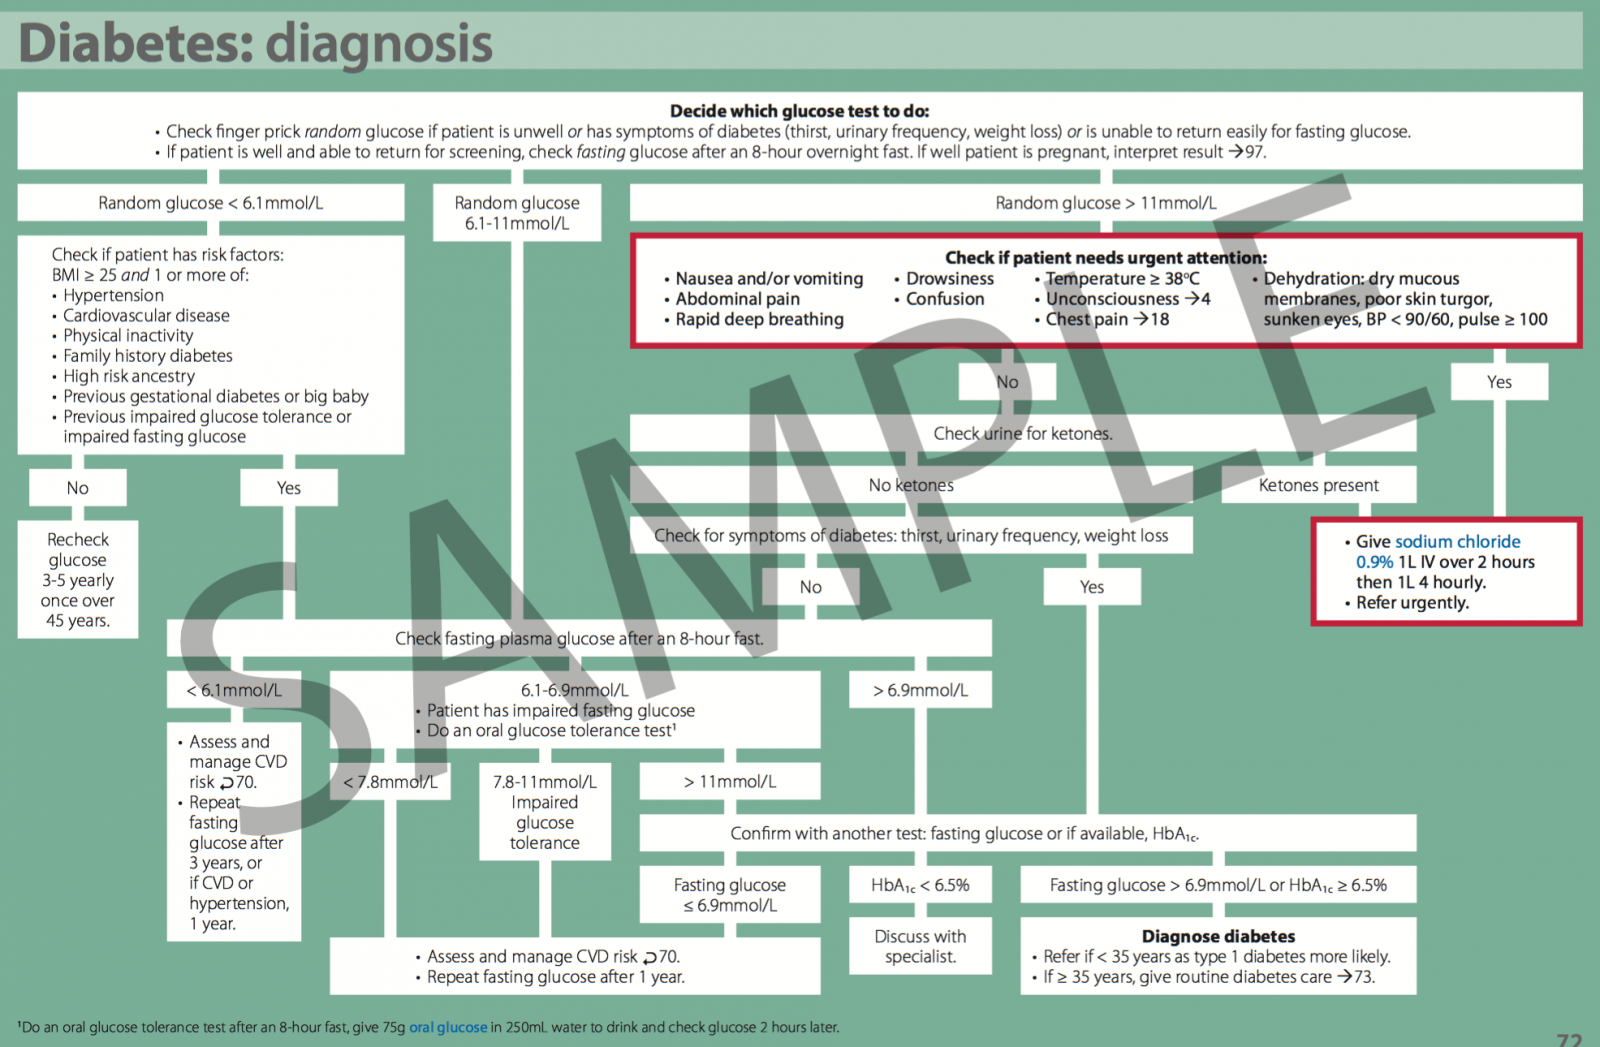 Diabetes: diagnosis
Decide which glucose test to do:
• Check finger prick random glucose if patient is unwell or has symptoms of diabetes (thirst, urinary frequency, weight loss) or is unable to return easily for fasting glucose.
• If patient is well and able to return for screening, check fasting glucose after an 8-hour overnight fast. If well patient is pregnant, interpret result →97.
Random glucose < 6.1mmol/L
Random glucose
6.1-11mmol/L
Random glucose > 11mmol/L
Check if patient has risk factors:
BMI ≥ 25 and 1 or more of:
• Hypertension
• Cardiovascular disease
• Physical inactivity
• Family history diabetes
• High risk ancestry
• Previous gestational diabetes or big baby
• Previous impaired glucose tolerance or
impaired fasting glucose
Check if patient needs urgent attention:
• Nausea and/or vomiting
• Abdominal pain
• Rapid deep breathing
• Drowsiness
• Confusion
• Temperature ≥ 38°C
• Unconsciousness →4
• Chest pain →18
• Dehydration: dry mucous
membranes, poor skin turgor,
sunken eyes, BP < 90/60, pulse ≥ 100
No
Yes
Check urine for ketones.
No ketones
Ketones present
No
Yes
Recheck
glucose
3-5 yearly
once over
45 years.
Check for symptoms of diabetes: thirst, urinary frequency, weight loss
• Give sodium chloride
0.9% 1L IV over 2 hours
then 1L 4 hourly.
• Refer urgently.
No
Yes
Check fasting plasma glucose after an 8-hour fast.
< 6.1mmol/L
6.1-6.9mmol/L
• Patient has impaired fasting glucose
• Do an oral glucose tolerance test¹
> 6.9mmol/L
• Assess and
manage CVD
risk ⮌70.
• Repeat
fasting
glucose after
3 years, or
if CVD or
hypertension,
1 year.
< 7.8mmol/L
7.8-11mmol/L
Impaired
glucose
tolerance
> 11mmol/L
Confirm with another test: fasting glucose or if available, HbA₁c.
Fasting glucose
≤ 6.9mmol/L
HbA₁c < 6.5%
Fasting glucose > 6.9mmol/L or HbA₁c ≥ 6.5%
• Assess and manage CVD risk ⮌70.
• Repeat fasting glucose after 1 year.
Discuss with
specialist.
Diagnose diabetes
• Refer if < 35 years as type 1 diabetes more likely.
• If ≥ 35 years, give routine diabetes care →73.
¹Do an oral glucose tolerance test after an 8-hour fast, give 75g oral glucose in 250mL water to drink and check glucose 2 hours later.
72
SAMPLE